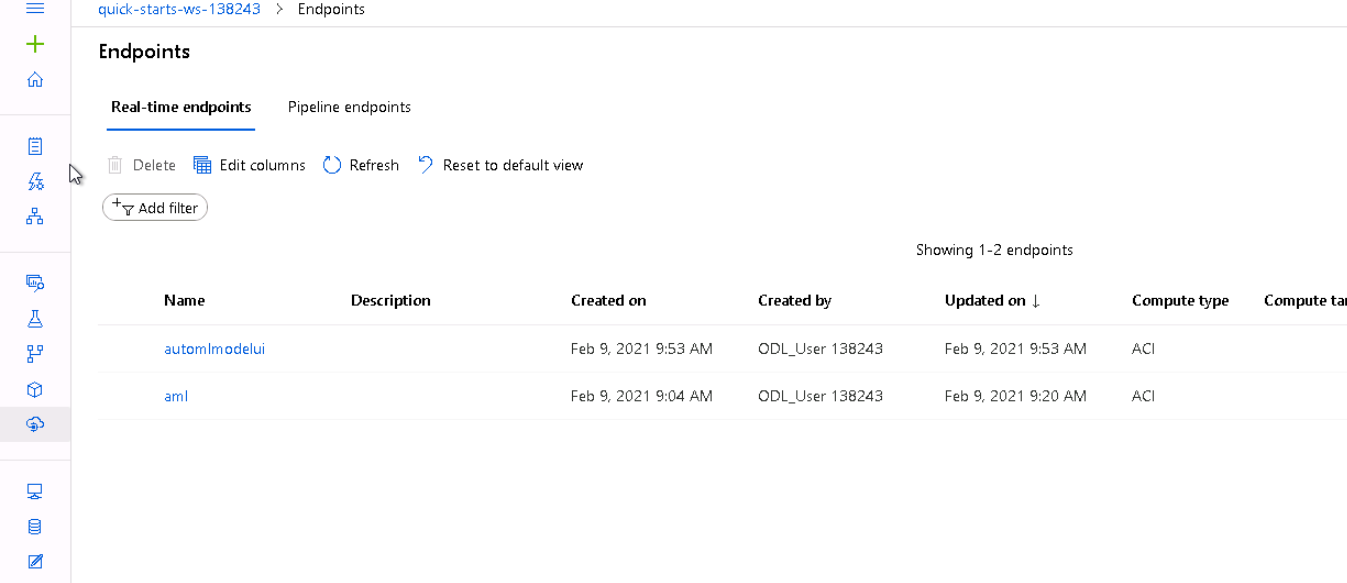 quick-starts-ws-138243 > Endpoints
Endpoints
Real-time endpoints Pipeline endpoints
Delete Edit columns Refresh Reset to default view
Add filter
Showing 1-2 endpoints
Name Description Created on Created by Updated on ↓ Compute type Compute tar
automlmodelui Feb 9, 2021 9:53 AM ODL_User 138243 Feb 9, 2021 9:53 AM ACI
aml Feb 9, 2021 9:04 AM ODL_User 138243 Feb 9, 2021 9:20 AM ACI